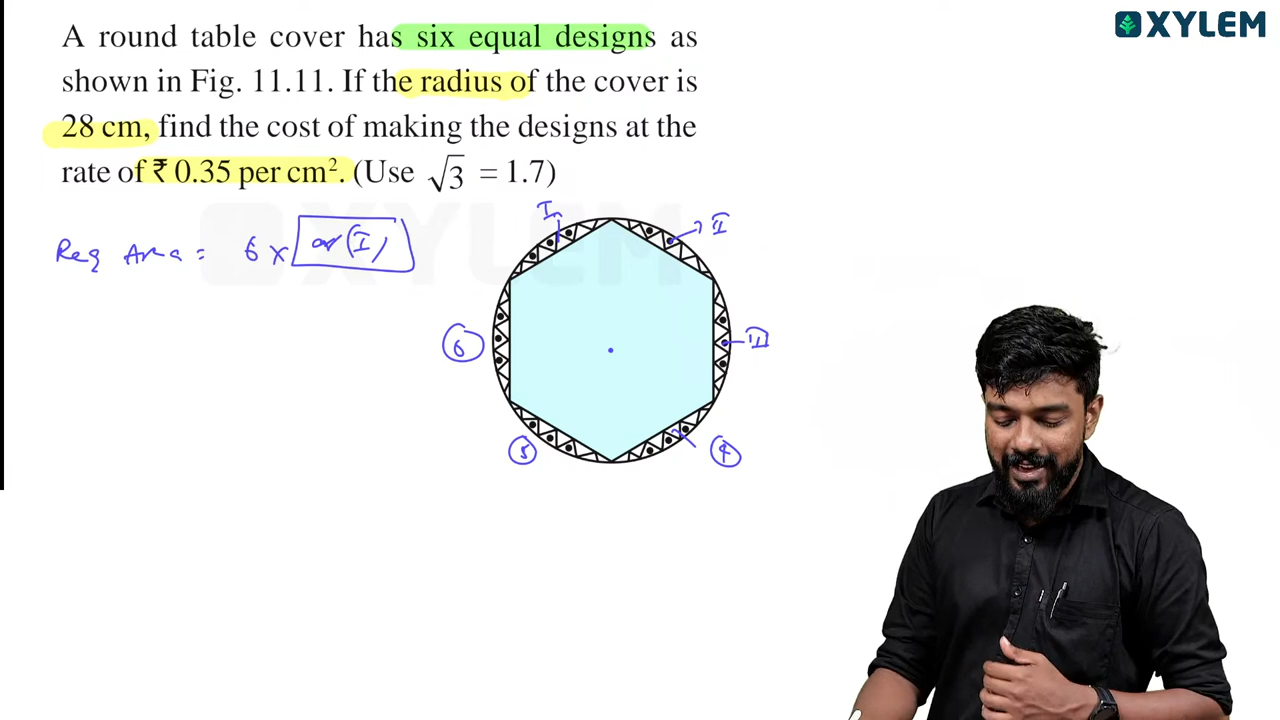 XYLEM
A round table cover has six equal designs as
shown in Fig. 11.11. If the radius of the cover is
28 cm, find the cost of making the designs at the
rate of ₹ 0.35 per cm². (Use √3 = 1.7)
XYLEM
Req Area = 6 × ar(I)
I
II
III
6
5
4